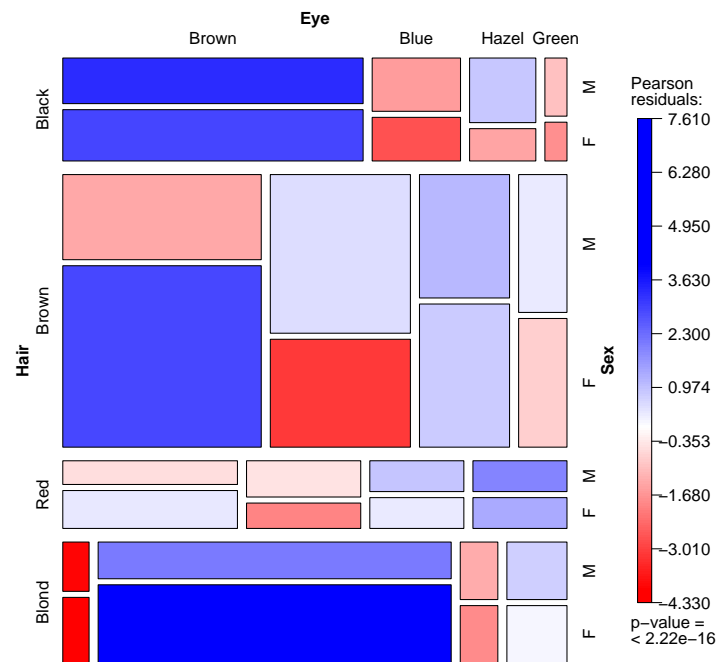 Eye
Brown Blue Hazel Green
Pearson
residuals:
Black
M
F
7.610
6.280
4.950
3.630
2.300
0.974
−0.353
−1.680
−3.010
−4.330
Brown
M
F
Hair
Sex
Red
M
F
Blond
M
F
p−value =
< 2.22e−16